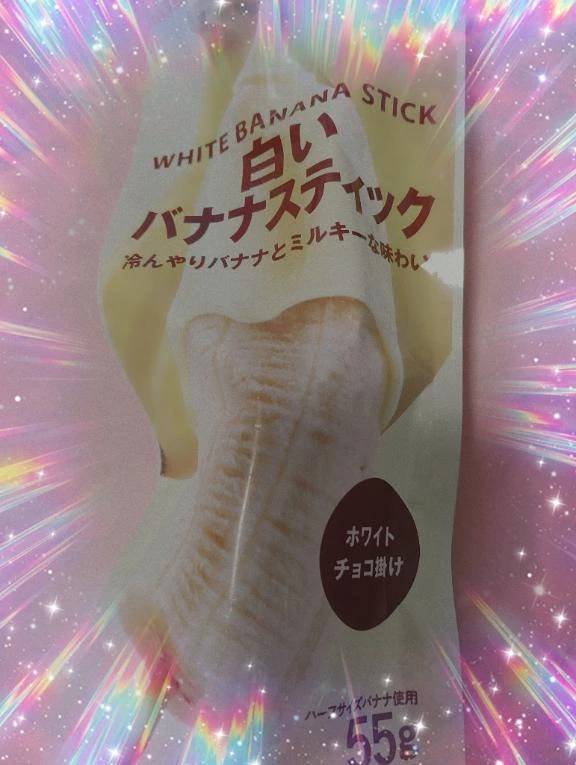 WHITE BANANA STICK
白い
バナナスティック
冷んやりバナナとミルキーな味わい
ホワイト
チョコ掛け
ハーフサイズバナナ使用
55g